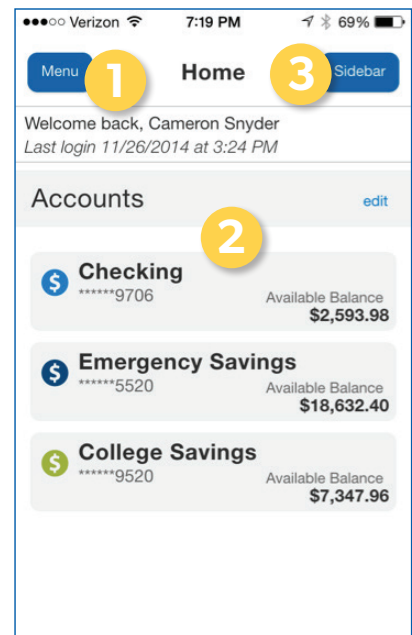 ●●●○○ Verizon 7:19 PM 69%
Menu 1 Home 3 Sidebar
Welcome back, Cameron Snyder
Last login 11/26/2014 at 3:24 PM
Accounts edit
2
$ Checking
******9706 Available Balance
$2,593.98
$ Emergency Savings
******5520 Available Balance
$18,632.40
$ College Savings
******9520 Available Balance
$7,347.96